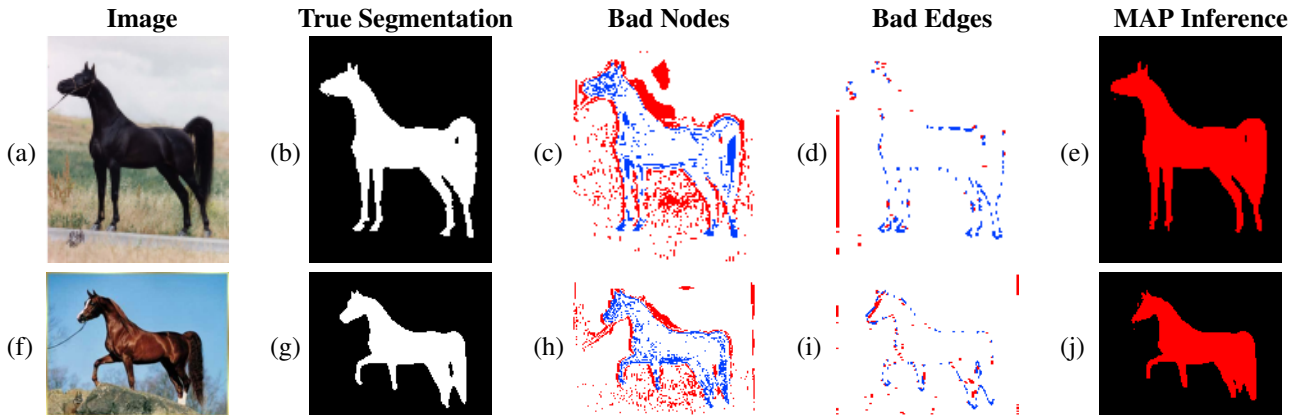 Image True Segmentation Bad Nodes Bad Edges MAP Inference
(a) (b) (c) (d) (e)
(f) (g) (h) (i) (j)